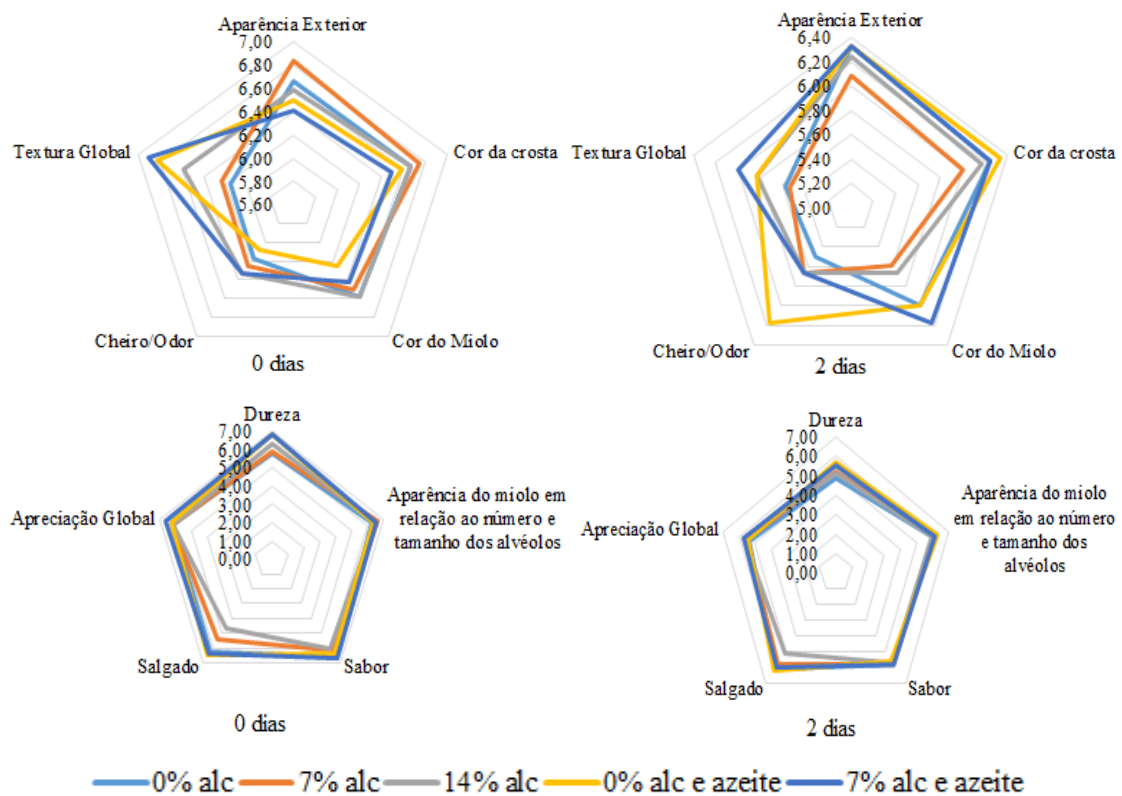 Aparência Exterior
7,00
6,80
6,60
6,40
6,20
6,00
5,80
5,60
Textura Global
Cor da crosta
Cheiro/Odor
Cor do Miolo
0 dias
Aparência Exterior
6,40
6,20
6,00
5,80
5,60
5,40
5,20
5,00
Textura Global
Cor da crosta
Cheiro/Odor
Cor do Miolo
2 dias
Dureza
7,00
6,00
5,00
4,00
3,00
2,00
1,00
0,00
Apreciação Global
Aparência do miolo em
relação ao número e
tamanho dos alvéolos
Salgado
Sabor
0 dias
Dureza
7,00
6,00
5,00
4,00
3,00
2,00
1,00
0,00
Apreciação Global
Aparência do miolo
em relação ao número
e tamanho dos
alvéolos
Salgado
Sabor
2 dias
0% alc 7% alc 14% alc 0% alc e azeite 7% alc e azeite